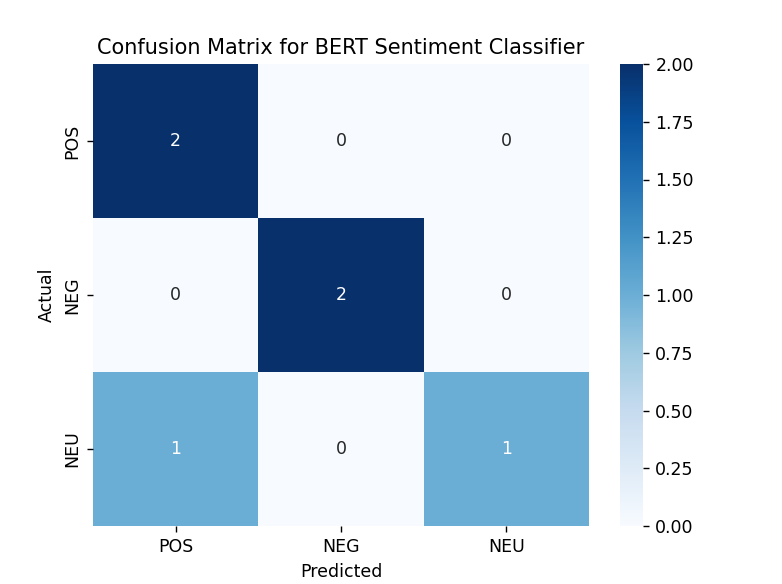 Confusion Matrix for BERT Sentiment Classifier
2.00
1.75
1.50
1.25
1.00
0.75
0.50
0.25
0.00
Actual
POS
2 0 0
NEG
0 2 0
NEU
1 0 1
POS NEG NEU
Predicted